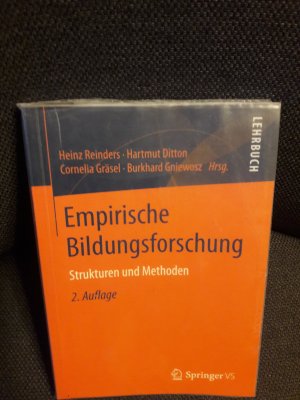 Heinz Reinders · Hartmut Ditton
Cornelia Gräsel · Burkhard Gniewosz Hrsg.
LEHRBUCH
Empirische
Bildungsforschung
Strukturen und Methoden
2. Auflage
Springer VS